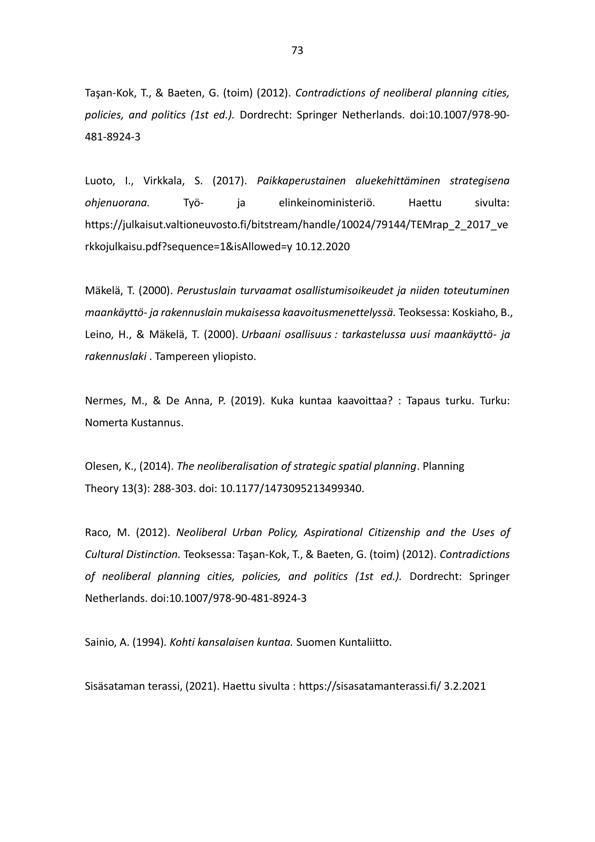 73
Taşan-Kok, T., & Baeten, G. (toim) (2012). Contradictions of neoliberal planning cities,
policies, and politics (1st ed.). Dordrecht: Springer Netherlands. doi:10.1007/978-90-
481-8924-3
Luoto, I., Virkkala, S. (2017). Paikkaperustainen aluekehittäminen strategisena
ohjenuorana. Työ- ja elinkeinoministeriö. Haettu sivulta:
https://julkaisut.valtioneuvosto.fi/bitstream/handle/10024/79144/TEMrap_2_2017_ve
rkkojulkaisu.pdf?sequence=1&isAllowed=y 10.12.2020
Mäkelä, T. (2000). Perustuslain turvaamat osallistumisoikeudet ja niiden toteutuminen
maankäyttö- ja rakennuslain mukaisessa kaavoitusmenettelyssä. Teoksessa: Koskiaho, B.,
Leino, H., & Mäkelä, T. (2000). Urbaani osallisuus : tarkastelussa uusi maankäyttö- ja
rakennuslaki . Tampereen yliopisto.
Nermes, M., & De Anna, P. (2019). Kuka kuntaa kaavoittaa? : Tapaus turku. Turku:
Nomerta Kustannus.
Olesen, K., (2014). The neoliberalisation of strategic spatial planning. Planning
Theory 13(3): 288-303. doi: 10.1177/1473095213499340.
Raco, M. (2012). Neoliberal Urban Policy, Aspirational Citizenship and the Uses of
Cultural Distinction. Teoksessa: Taşan-Kok, T., & Baeten, G. (toim) (2012). Contradictions
of neoliberal planning cities, policies, and politics (1st ed.). Dordrecht: Springer
Netherlands. doi:10.1007/978-90-481-8924-3
Sainio, A. (1994). Kohti kansalaisen kuntaa. Suomen Kuntaliitto.
Sisäsataman terassi, (2021). Haettu sivulta : https://sisasatamanterassi.fi/ 3.2.2021